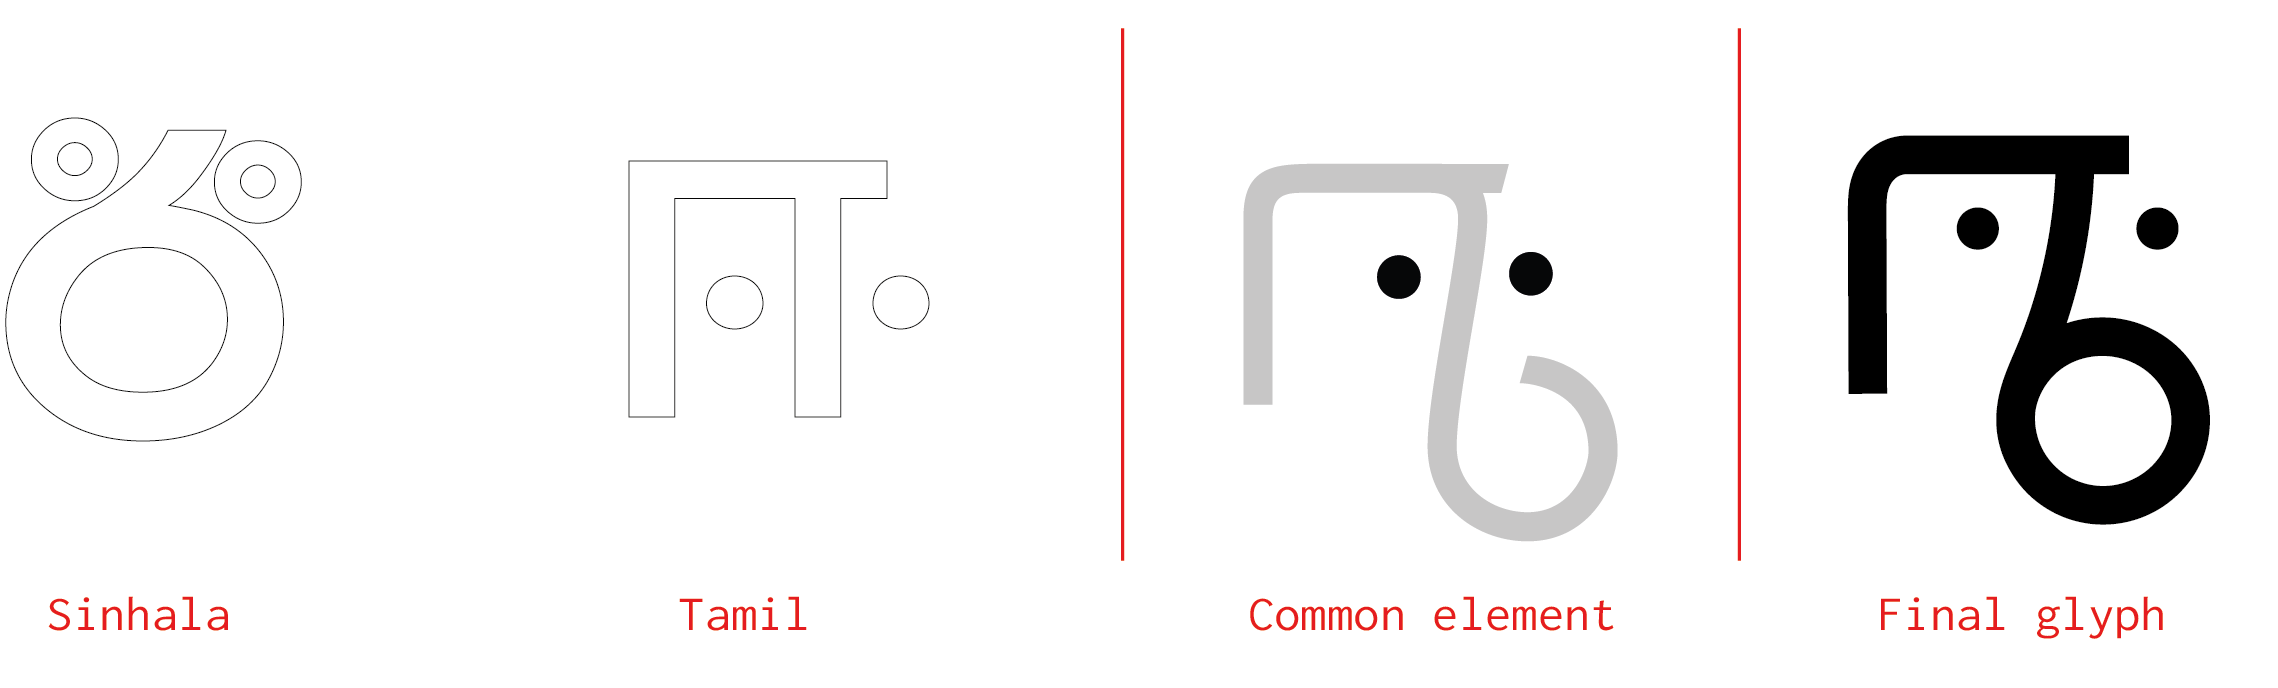 Sinhala
Tamil
Common element
Final glyph